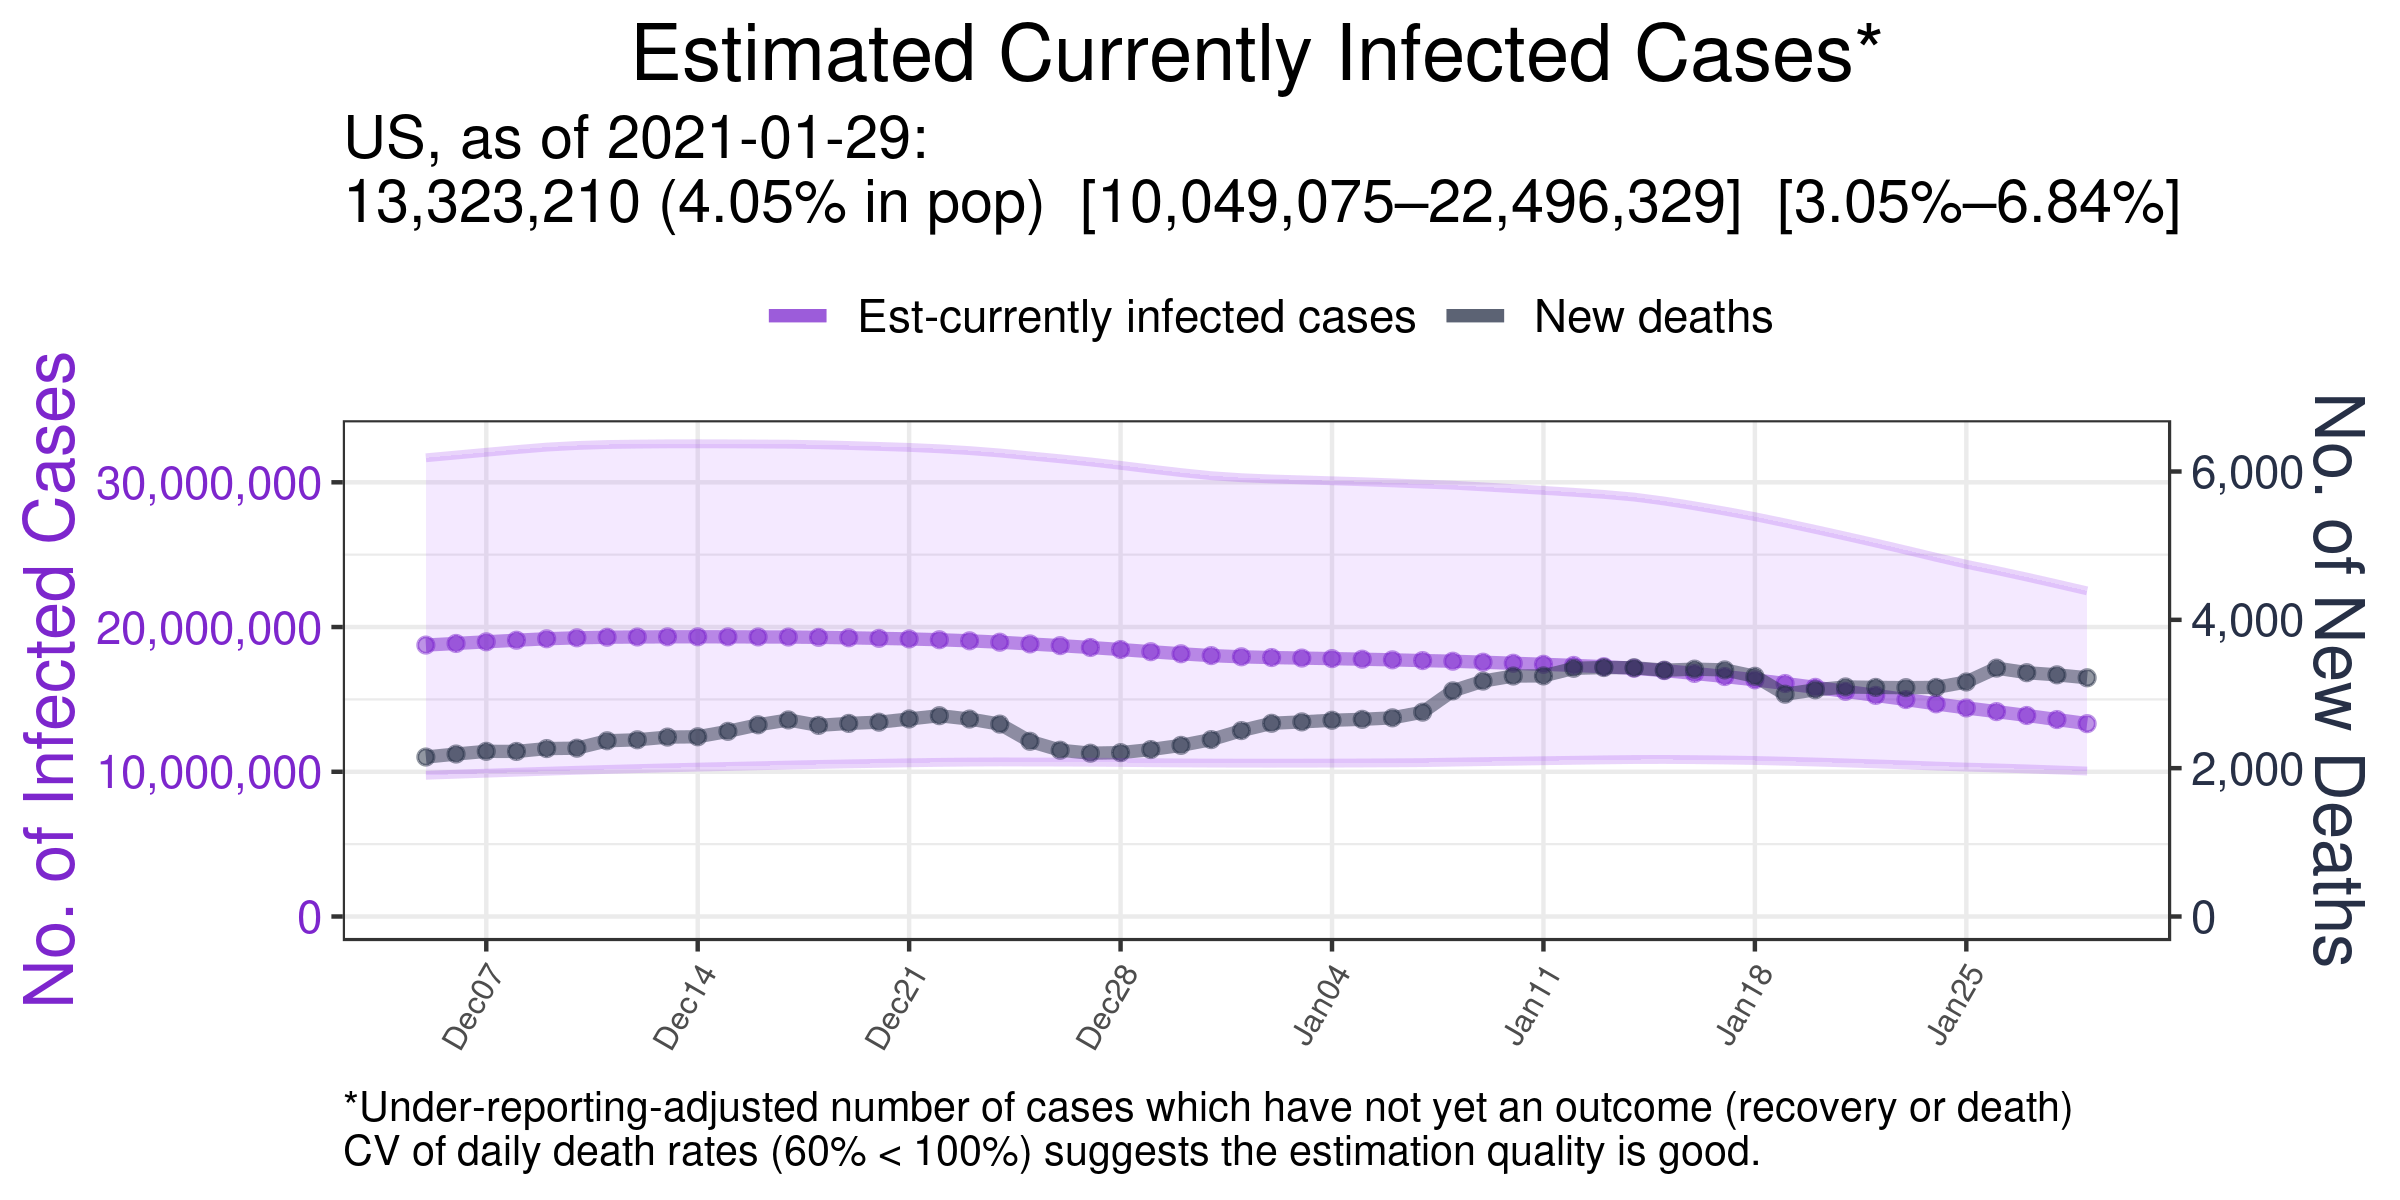 Estimated Currently Infected Cases*
US, as of 2021-01-29:
13,323,210 (4.05% in pop)  [10,049,075–22,496,329]  [3.05%–6.84%]
Est-currently infected cases
New deaths
No. of Infected Cases
30,000,000
20,000,000
10,000,000
0
6,000
4,000
2,000
0
No. of New Deaths
Dec07
Dec14
Dec21
Dec28
Jan04
Jan11
Jan18
Jan25
*Under-reporting-adjusted number of cases which have not yet an outcome (recovery or death)
CV of daily death rates (60% < 100%) suggests the estimation quality is good.